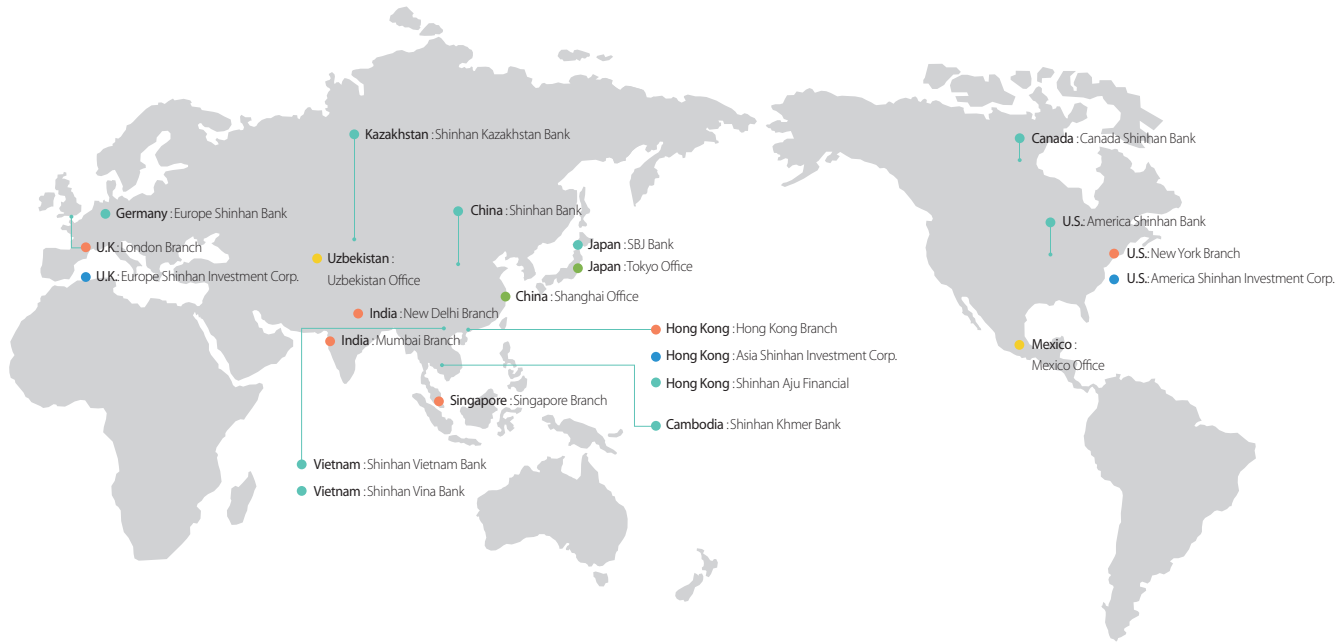 Kazakhstan : Shinhan Kazakhstan Bank
Canada : Canada Shinhan Bank
Germany : Europe Shinhan Bank
China : Shinhan Bank
U.S.: America Shinhan Bank
U.K.: London Branch
Japan : SBJ Bank
U.S.: New York Branch
Uzbekistan :
Uzbekistan Office
Japan : Tokyo Office
U.K.: Europe Shinhan Investment Corp.
U.S.: America Shinhan Investment Corp.
China : Shanghai Office
India : New Delhi Branch
Hong Kong : Hong Kong Branch
India : Mumbai Branch
Mexico :
Mexico Office
Hong Kong : Asia Shinhan Investment Corp.
Hong Kong : Shinhan Aju Financial
Singapore : Singapore Branch
Cambodia : Shinhan Khmer Bank
Vietnam : Shinhan Vietnam Bank
Vietnam : Shinhan Vina Bank